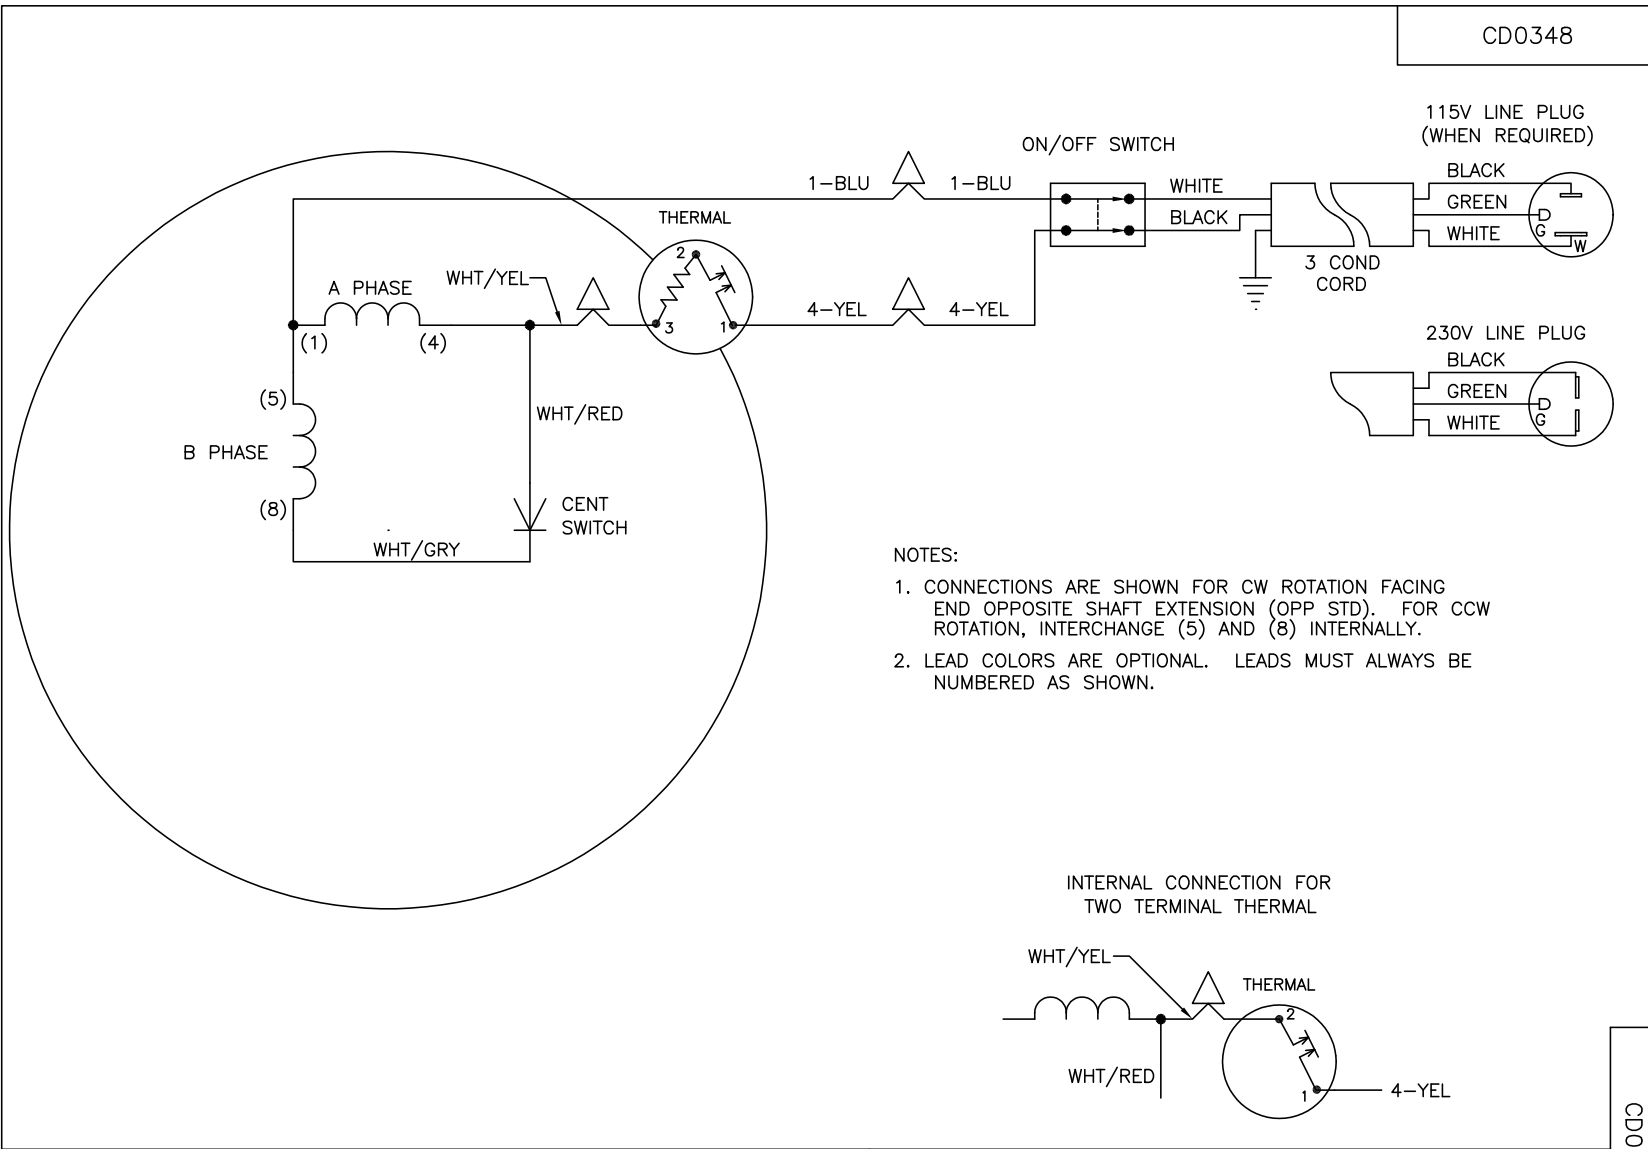 CD0348
115V LINE PLUG
(WHEN REQUIRED)
ON/OFF SWITCH
BLACK
1-BLU
1-BLU
WHITE
GREEN
THERMAL
BLACK
WHITE
G
W
2
3 COND
CORD
WHT/YEL
A PHASE
4-YEL
4-YEL
3
1
(1)
(4)
230V LINE PLUG
BLACK
GREEN
G
WHITE
(5)
WHT/RED
B PHASE
(8)
CENT
SWITCH
WHT/GRY
NOTES:
1. CONNECTIONS ARE SHOWN FOR CW ROTATION FACING
END OPPOSITE SHAFT EXTENSION (OPP STD). FOR CCW
ROTATION, INTERCHANGE (5) AND (8) INTERNALLY.
2. LEAD COLORS ARE OPTIONAL. LEADS MUST ALWAYS BE
NUMBERED AS SHOWN.
INTERNAL CONNECTION FOR
TWO TERMINAL THERMAL
WHT/YEL
THERMAL
2
WHT/RED
1
4-YEL
CD0